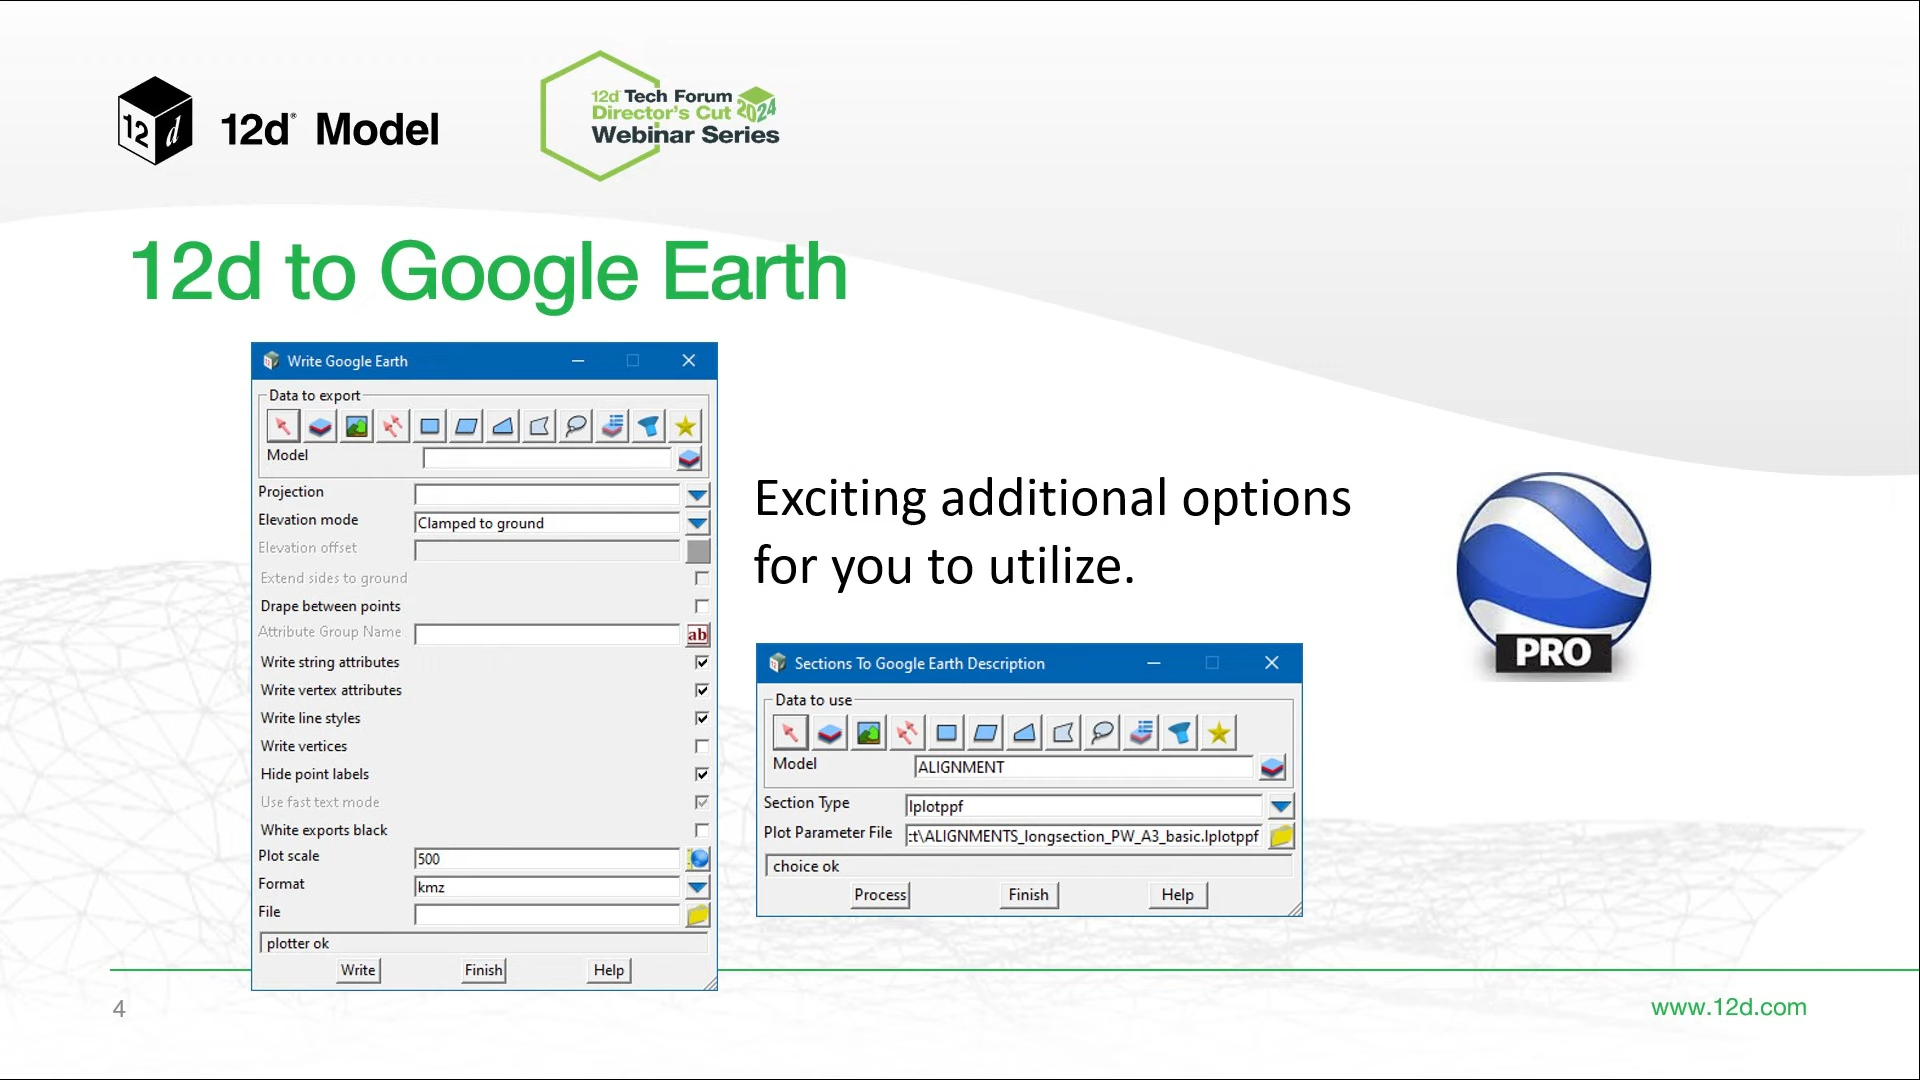 12d
12d® Model
12d Tech Forum
Director's Cut 2024
Webinar Series
12d to Google Earth
Write Google Earth
Data to export
Model
Projection
Elevation mode
Clamped to ground
Elevation offset
Extend sides to ground
Drape between points
Attribute Group Name
ab
Write string attributes
Write vertex attributes
Write line styles
Write vertices
Hide point labels
Use fast text mode
White exports black
Plot scale
500
Format
kmz
File
plotter ok
Write Finish Help
Exciting additional options
for you to utilize.
PRO
Sections To Google Earth Description
Data to use
Model
ALIGNMENT
Section Type
lplotppf
Plot Parameter File
:t\ALIGNMENTS_longsection_PW_A3_basic.lplotppf
choice ok
Process Finish Help
4
www.12d.com